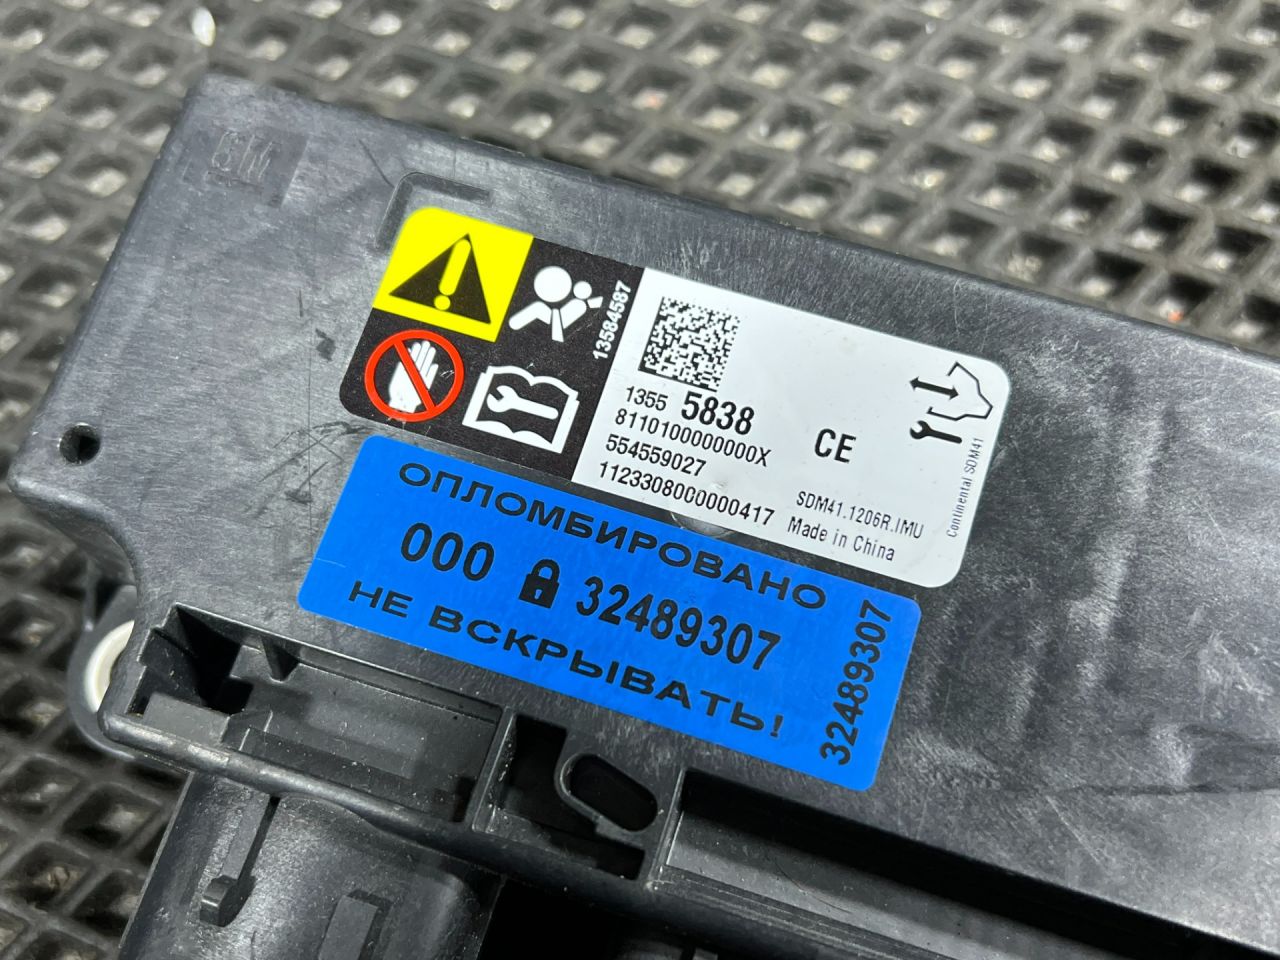 GM
13584587
1355 5838
8110100000000X
554559027
1123308000000417
CE
SDM41.1206R.IMU
Made in China
Continental SDM41
ОПЛОМБИРОВАНО
000 32489307
НЕ ВСКРЫВАТЬ!
32489307